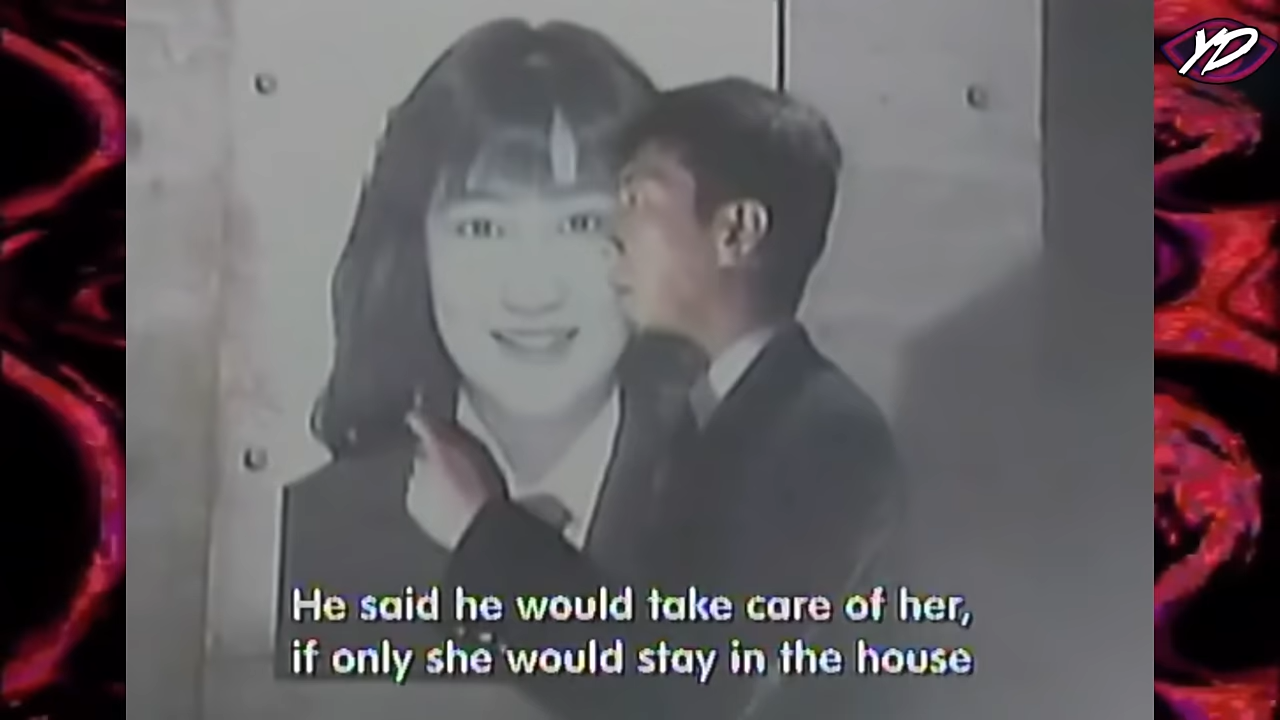 YD
He said he would take care of her,
if only she would stay in the house